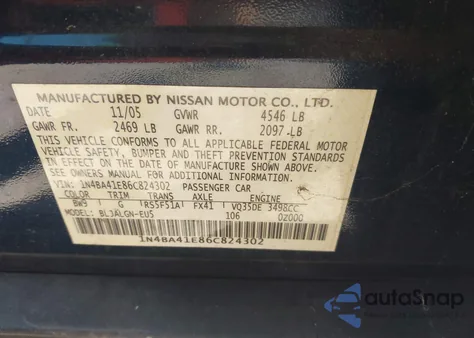 MANUFACTURED BY NISSAN MOTOR CO., LTD.
DATE 11/05 GVWR 4546 LB
GAWR FR. 2469 LB GAWR RR. 2097 LB
THIS VEHICLE CONFORMS TO ALL APPLICABLE FEDERAL MOTOR
VEHICLE SAFETY, BUMPER AND THEFT PREVENTION STANDARDS
IN EFFECT ON THE DATE OF MANUFACTURE SHOWN ABOVE.
SEE OWNERS MANUAL FOR ADDITIONAL INFORMATION
VIN: 1N4BA41E86C824302 PASSENGER CAR
COLOR TRIM TRANS AXLE ENGINE
BW9 G RS5F51A FX41 VQ35DE 3498CC
MODEL: BLJALGN-EU5 106 0Z000
1N4BA41E86C824302
autoSnap